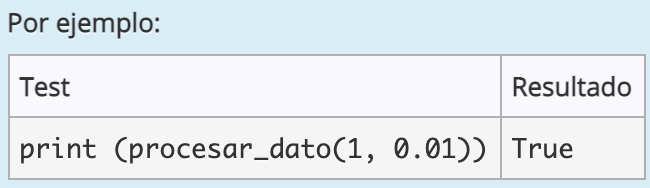 Por ejemplo:
Test Resultado
print (procesar_dato(1, 0.01)) True